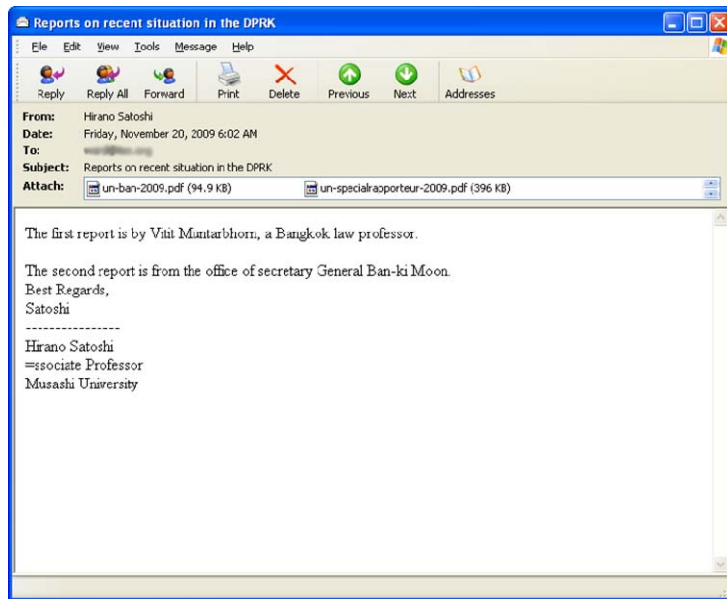 Reports on recent situation in the DPRK
File Edit View Tools Message Help
Reply Reply All Forward Print Delete Previous Next Addresses
From: Hirano Satoshi
Date: Friday, November 20, 2009 6:02 AM
To:
Subject: Reports on recent situation in the DPRK
Attach: un-ban-2009.pdf (94.9 KB) un-specialrapporteur-2009.pdf (396 KB)
The first report is by Vitit Muntarbhorn, a Bangkok law professor.
The second report is from the office of secretary General Ban-ki Moon.
Best Regards,
Satoshi
----------------
Hirano Satoshi
=ssociate Professor
Musashi University